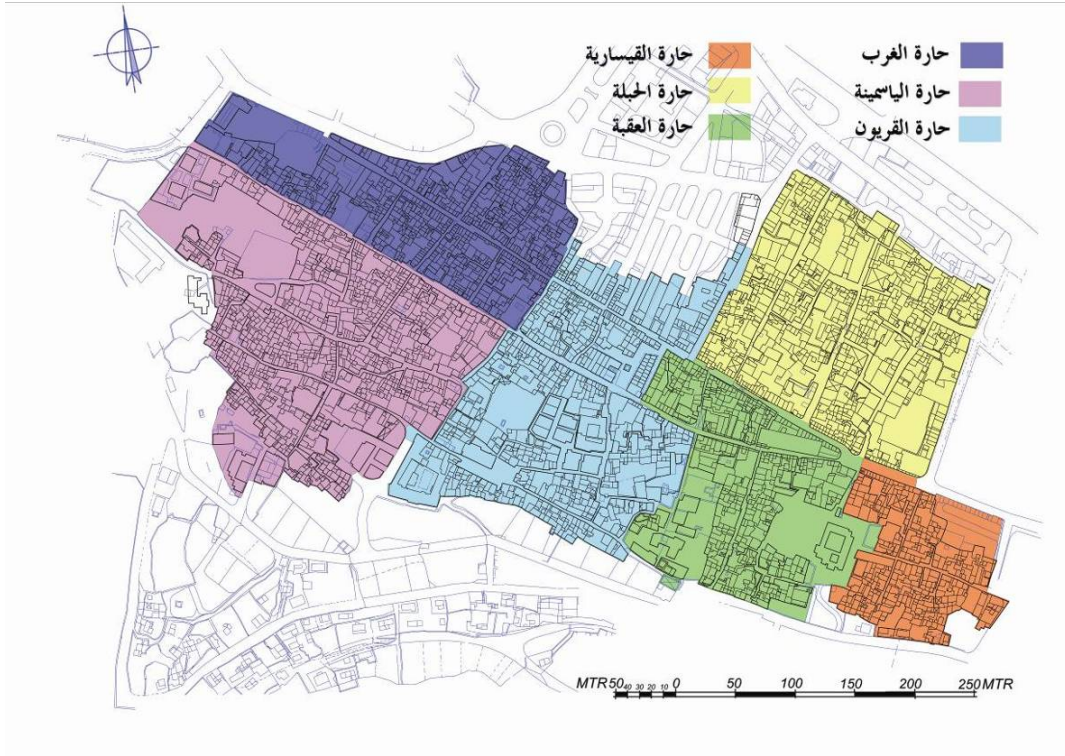 حارة الغرب
حارة القيسارية
حارة الياسمينة
حارة الحبلة
حارة القريون
حارة العقبة
MTR 50 40 30 20 10 0 50 100 150 200 250 MTR